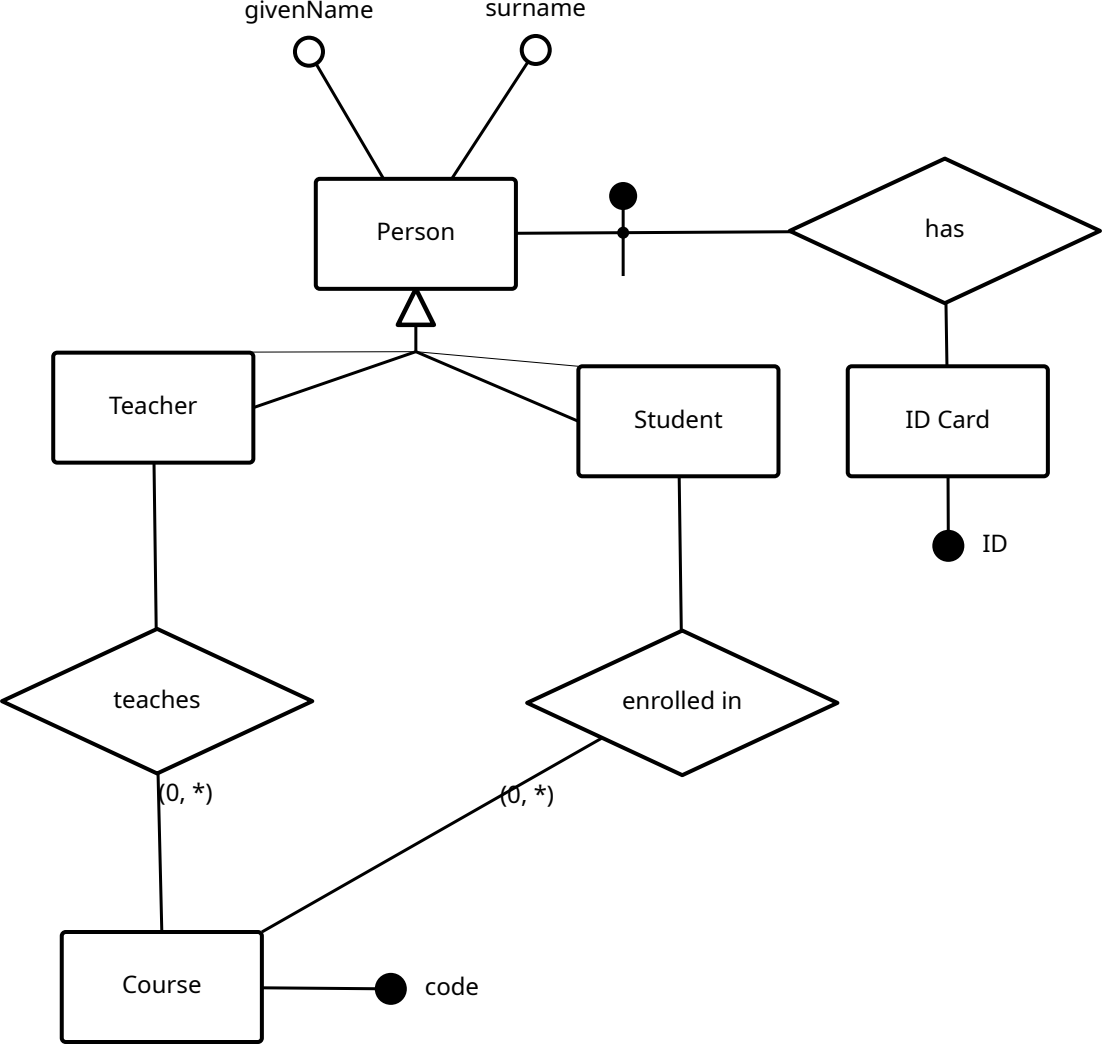 givenName
surname
Person
has
Teacher
Student
ID Card
ID
teaches
enrolled in
(0, *)
(0, *)
Course
code